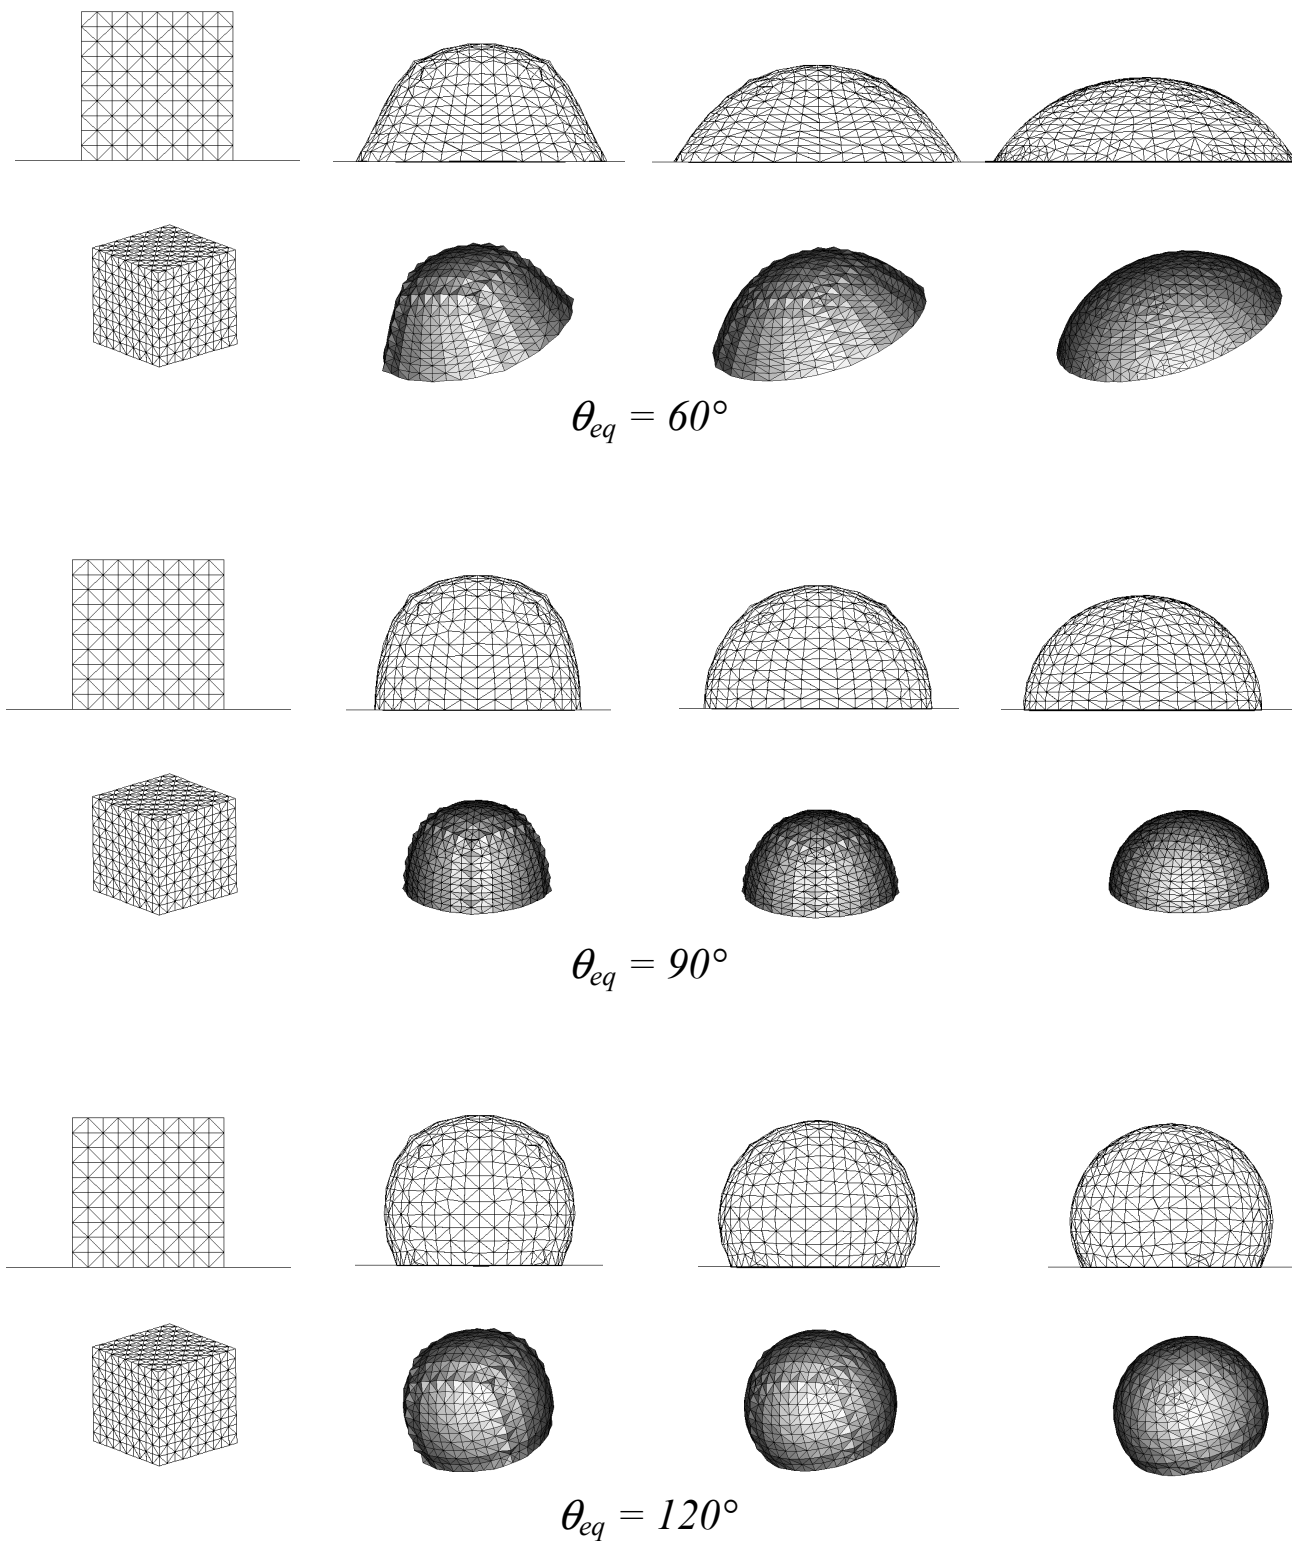 θeq = 60°
θeq = 90°
θeq = 120°